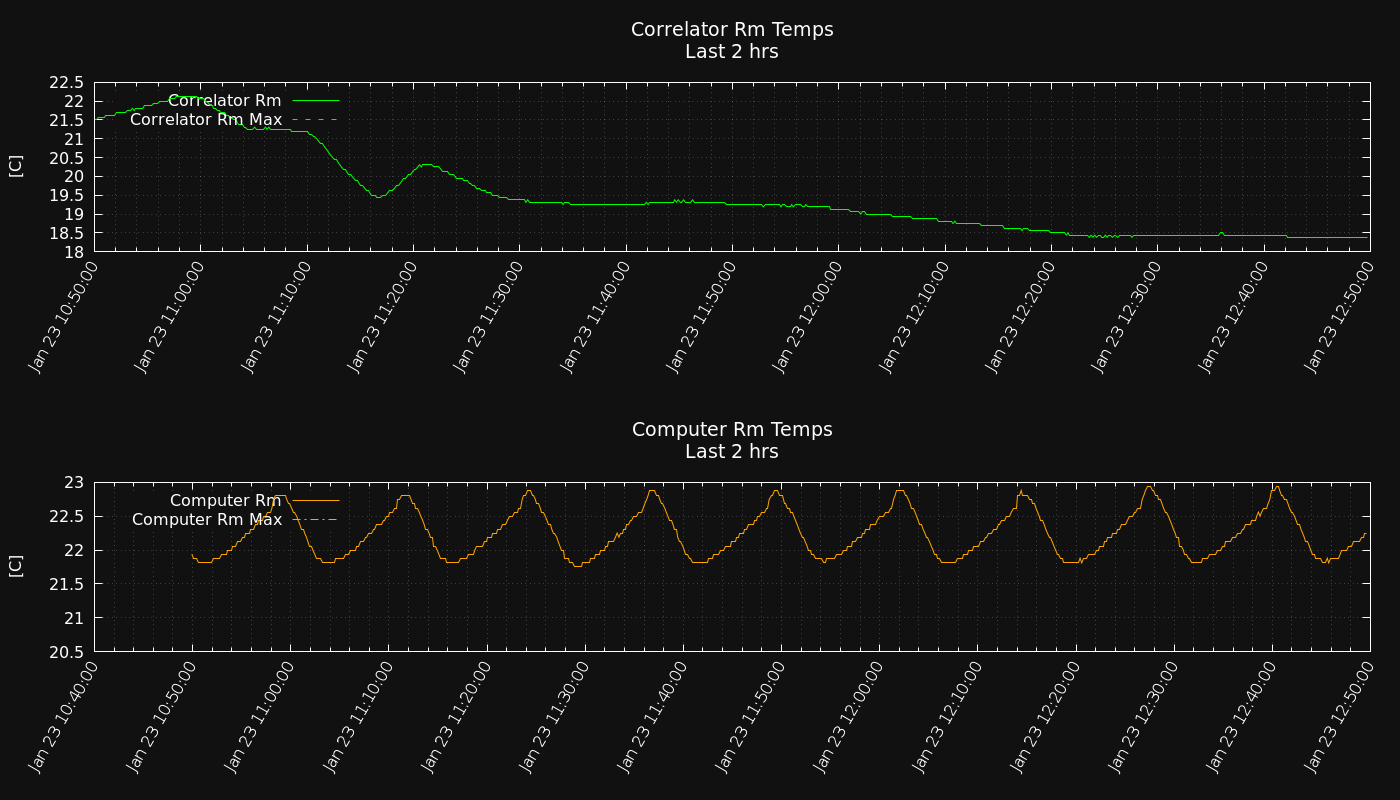 Correlator Rm Temps
Last 2 hrs
22.5
22
21.5
21
20.5
20
19.5
19
18.5
18
[C]
Correlator Rm
Correlator Rm Max
Jan 23 10:50:00
Jan 23 11:00:00
Jan 23 11:10:00
Jan 23 11:20:00
Jan 23 11:30:00
Jan 23 11:40:00
Jan 23 11:50:00
Jan 23 12:00:00
Jan 23 12:10:00
Jan 23 12:20:00
Jan 23 12:30:00
Jan 23 12:40:00
Jan 23 12:50:00
Computer Rm Temps
Last 2 hrs
23
22.5
22
21.5
21
20.5
[C]
Computer Rm
Computer Rm Max
Jan 23 10:40:00
Jan 23 10:50:00
Jan 23 11:00:00
Jan 23 11:10:00
Jan 23 11:20:00
Jan 23 11:30:00
Jan 23 11:40:00
Jan 23 11:50:00
Jan 23 12:00:00
Jan 23 12:10:00
Jan 23 12:20:00
Jan 23 12:30:00
Jan 23 12:40:00
Jan 23 12:50:00